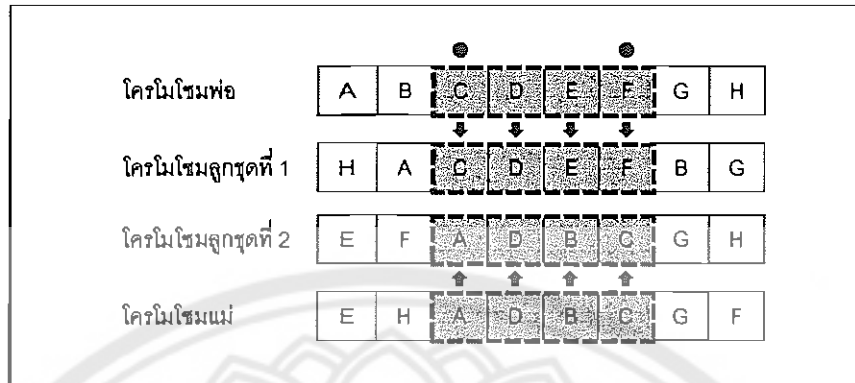 โครโมโซมพ่อ A B C D E F G H
โครโมโซมลูกชุดที่ 1 H A C D E F B G
โครโมโซมลูกชุดที่ 2 E F A D B C G H
โครโมโซมแม่ E H A D B C G F